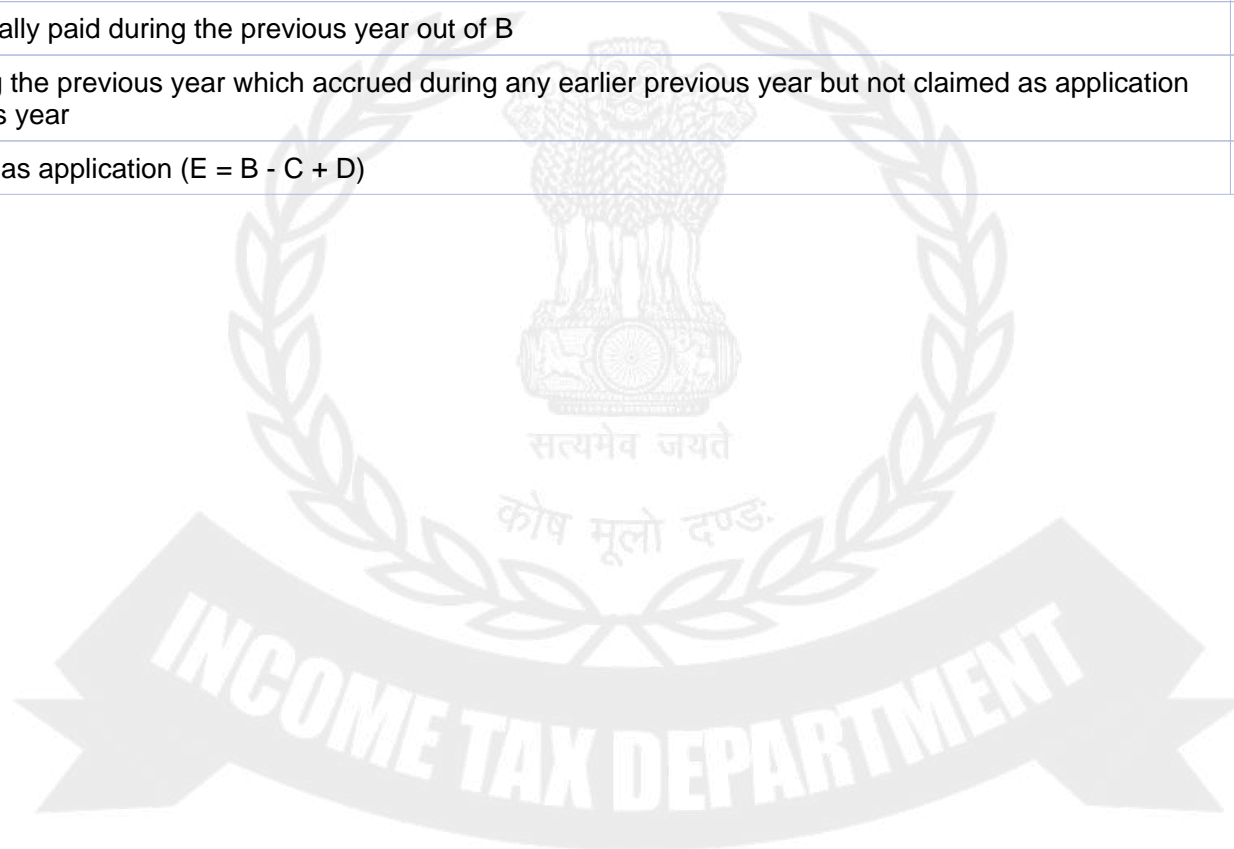 ally paid during the previous year out of B
g the previous year which accrued during any earlier previous year but not claimed as application
s year
as application (E = B - C + D)
सत्यमेव जयते
कोष मूलो दण्डः
INCOME TAX DEPARTMENT